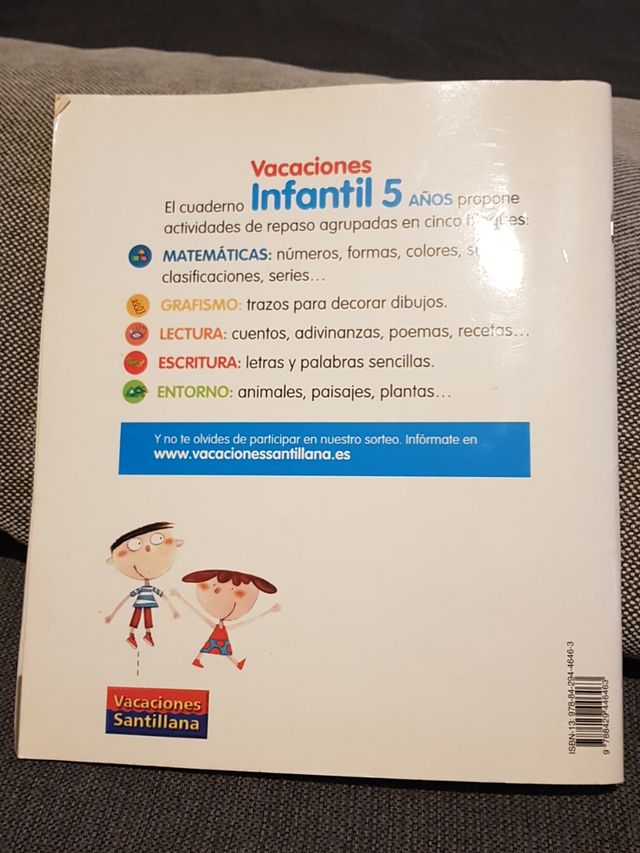 Vacaciones
El cuaderno Infantil 5 AÑOS propone
actividades de repaso agrupadas en cinco
MATEMÁTICAS: números, formas, colores,
clasificaciones, series...
GRAFISMO: trazos para decorar dibujos.
LECTURA: cuentos, adivinanzas, poemas, recetas...
ESCRITURA: letras y palabras sencillas.
ENTORNO: animales, paisajes, plantas...
Y no te olvides de participar en nuestro sorteo. Infórmate en
www.vacacionessantillana.es
Vacaciones
Santillana
ISBN-13: 978-84-294-4646-3
9 788429 446463